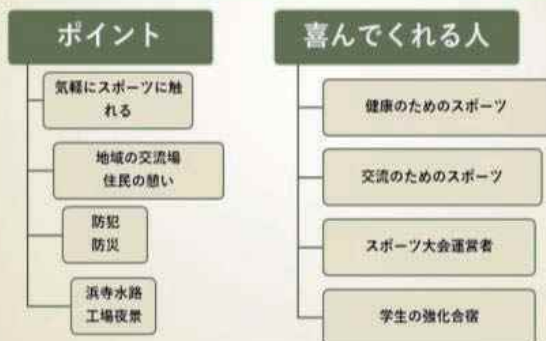 ポイント
気軽にスポーツに触
れる
地域の交流場
住民の憩い
防犯
防災
浜寺水路
工場夜景
喜んでくれる人
健康のためのスポーツ
交流のためのスポーツ
スポーツ大会運営者
学生の強化合宿